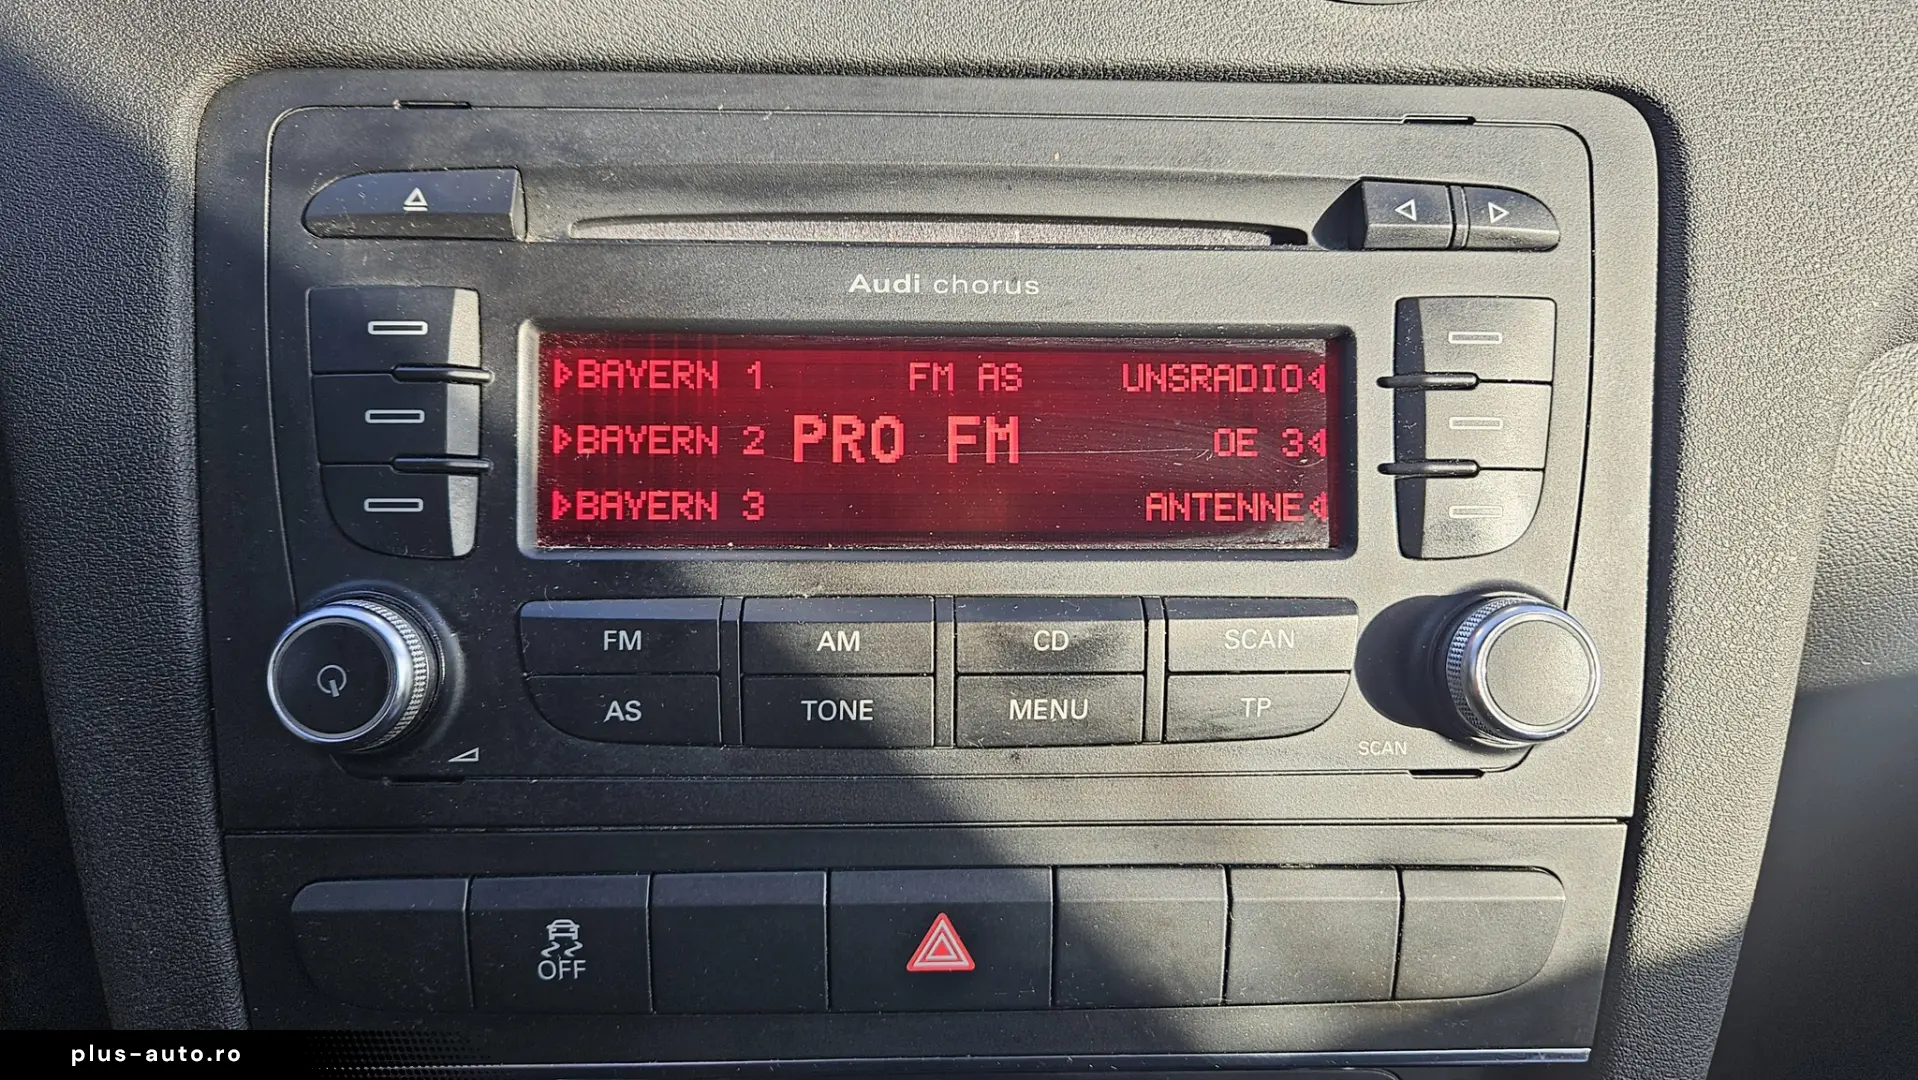 Audi chorus
BAYERN 1 FM AS UNSRADIO
BAYERN 2 PRO FM OE 3
BAYERN 3 ANTENNE
FM AM CD SCAN
AS TONE MENU TP
SCAN
OFF
plus-auto.ro